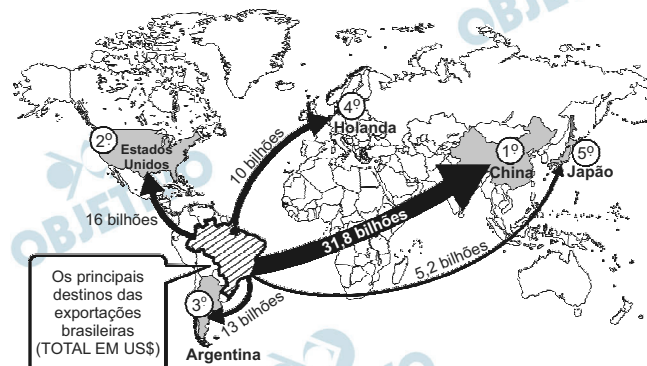 OBJETIVO
2º
Estados
Unidos
16 bilhões
10 bilhões
4º
Holanda
1º
China
5º
Japão
31,8 bilhões
5,2 bilhões
OBJETIVO
Os principais
destinos das
exportações
brasileiras
(TOTAL EM US$)
3º
13 bilhões
Argentina